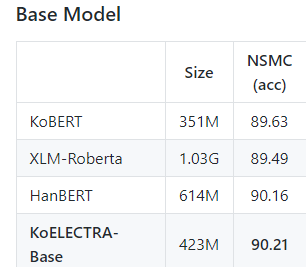 Base Model
Size NSMC (acc)
KoBERT 351M 89.63
XLM-Roberta 1.03G 89.49
HanBERT 614M 90.16
KoELECTRA-Base 423M 90.21